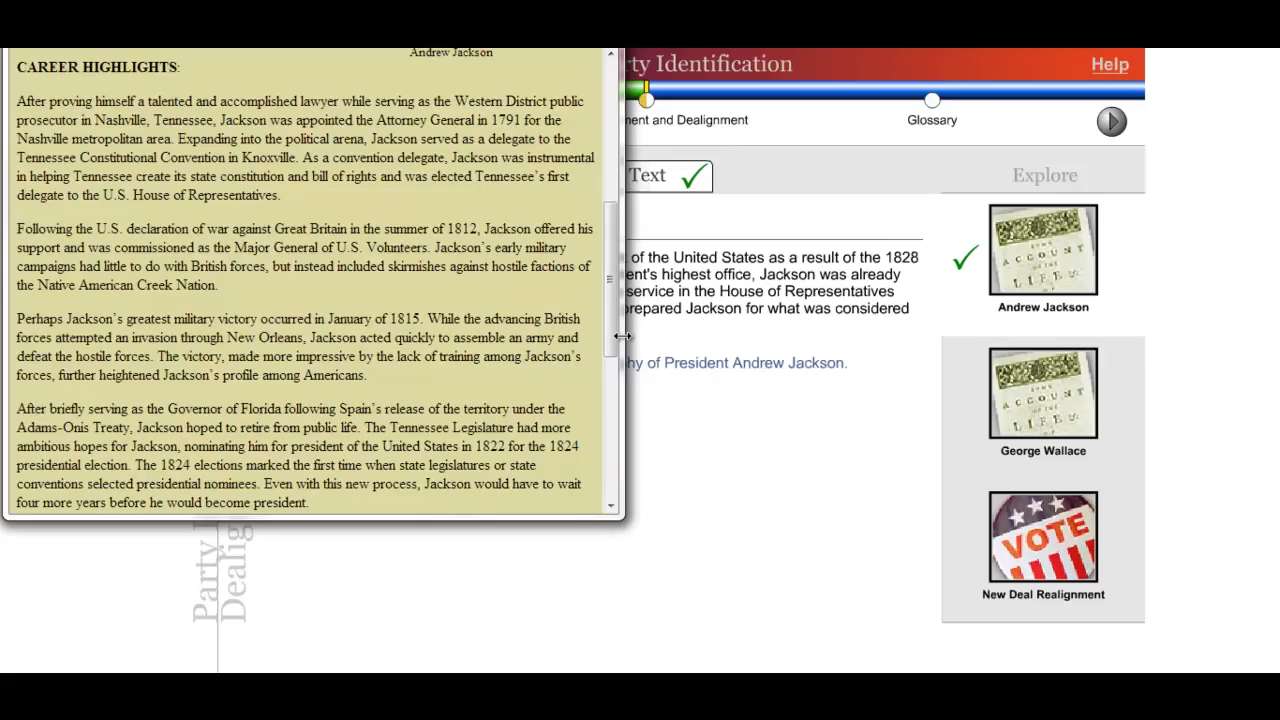 Andrew Jackson
CAREER HIGHLIGHTS:
After proving himself a talented and accomplished lawyer while serving as the Western District public
prosecutor in Nashville, Tennessee, Jackson was appointed the Attorney General in 1791 for the
Nashville metropolitan area. Expanding into the political arena, Jackson served as a delegate to the
Tennessee Constitutional Convention in Knoxville. As a convention delegate, Jackson was instrumental
in helping Tennessee create its state constitution and bill of rights and was elected Tennessee's first
delegate to the U.S. House of Representatives.
Following the U.S. declaration of war against Great Britain in the summer of 1812, Jackson offered his
support and was commissioned as the Major General of U.S. Volunteers. Jackson's early military
campaigns had little to do with British forces, but instead included skirmishes against hostile factions of
the Native American Creek Nation.
Perhaps Jackson's greatest military victory occurred in January of 1815. While the advancing British
forces attempted an invasion through New Orleans, Jackson acted quickly to assemble an army and
defeat the hostile forces. The victory, made more impressive by the lack of training among Jackson's
forces, further heightened Jackson's profile among Americans.
After briefly serving as the Governor of Florida following Spain's release of the territory under the
Adams-Onis Treaty, Jackson hoped to retire from public life. The Tennessee Legislature had more
ambitious hopes for Jackson, nominating him for president of the United States in 1822 for the 1824
presidential election. The 1824 elections marked the first time when state legislatures or state
conventions selected presidential nominees. Even with this new process, Jackson would have to wait
four more years before he would become president.
rty Identification
Help
ment and Dealignment
Glossary
Text
Explore
of the United States as a result of the 1828
ent's highest office, Jackson was already
service in the House of Representatives
prepared Jackson for what was considered
hy of President Andrew Jackson.
ACCOUNT
OF THE
LIFE
Andrew Jackson
ACCOUNT
OF THE
LIFE
George Wallace
VOTE
New Deal Realignment
Party I
Dealig